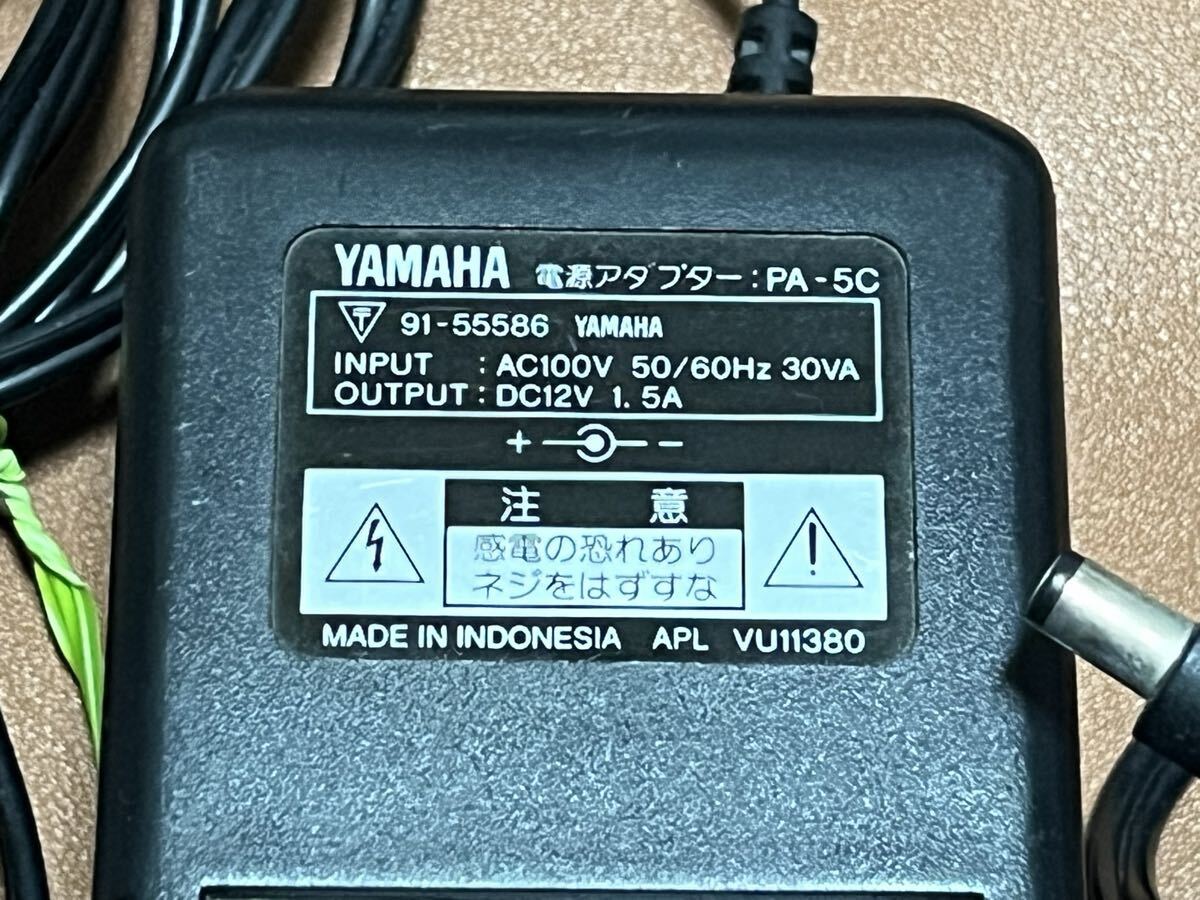 YAMAHA 電源アダプター:PA-5C
〒 91-55586 YAMAHA
INPUT : AC100V 50/60Hz 30VA
OUTPUT : DC12V 1.5A
+ -
注 意
感電の恐れあり
ネジをはずすな
MADE IN INDONESIA APL VU11380